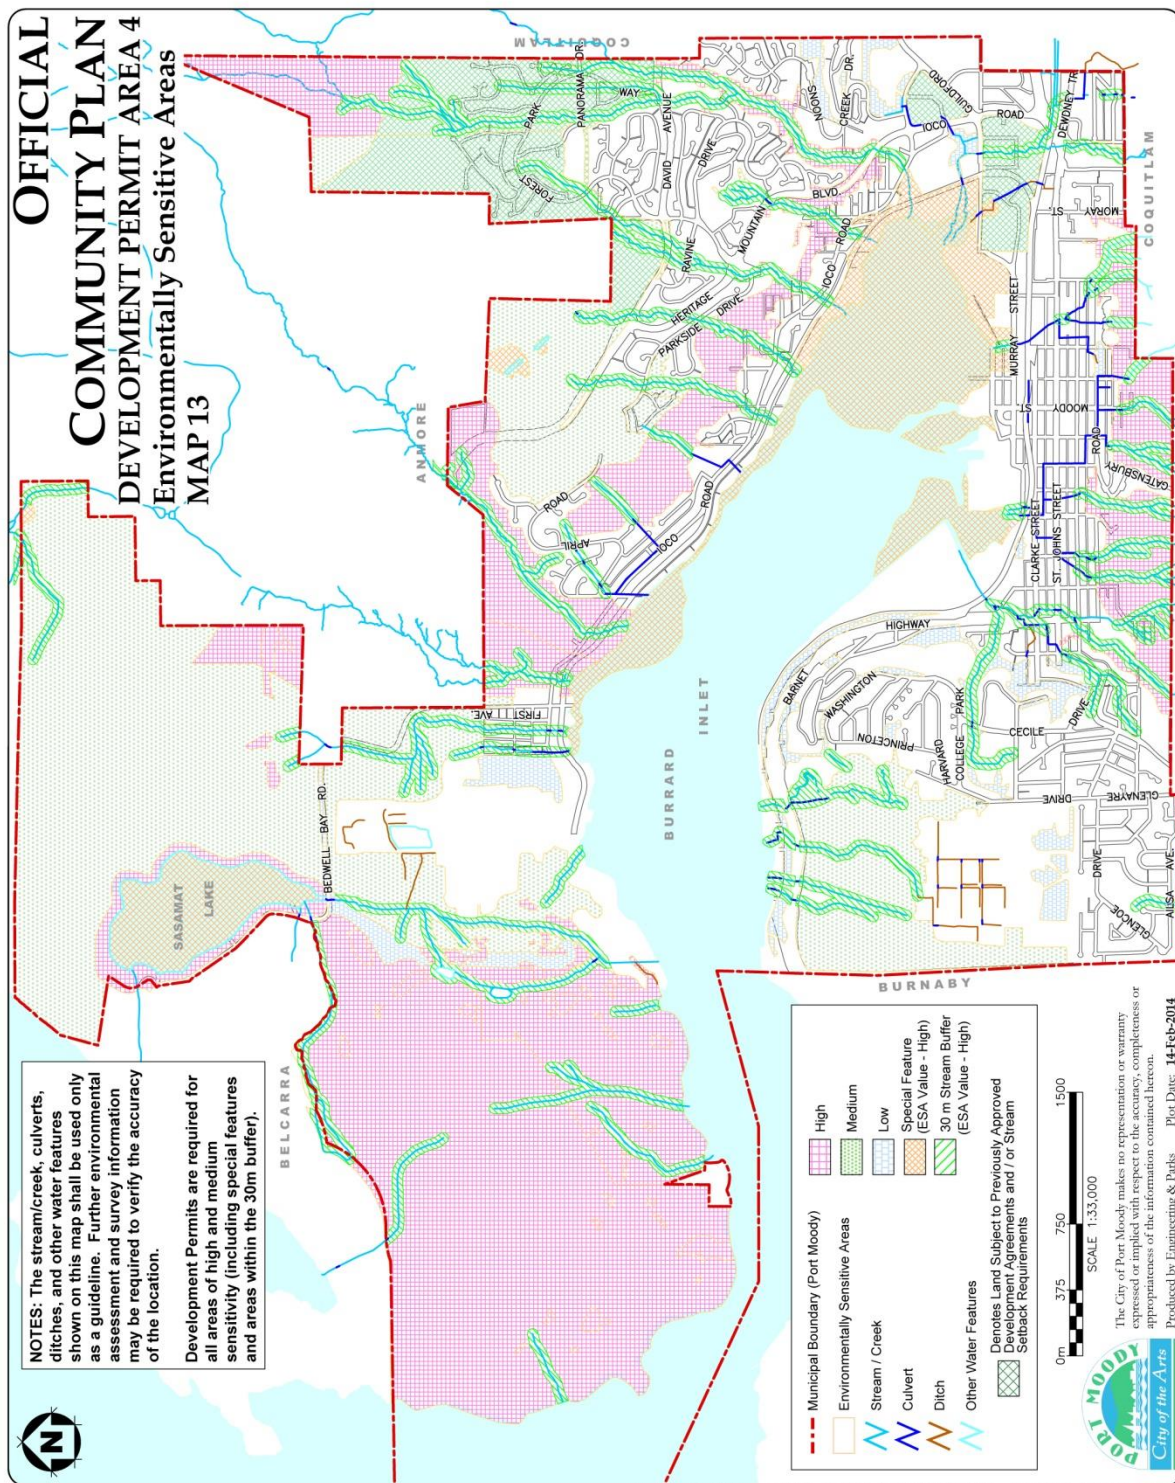 OFFICIAL
COMMUNITY PLAN
DEVELOPMENT PERMIT AREA 4
Environmentally Sensitive Areas
MAP 13
N
NOTES: The stream/creek, culverts,
ditches, and other water features
shown on this map shall be used only
as a guideline. Further environmental
assessment and survey information
may be required to verify the accuracy
of the location.
Development Permits are required for
all areas of high and medium
sensitivity (including special features
and areas within the 30m buffer).
BELCARRA
SASAMAT
LAKE
BEDWELL BAY RD.
FIRST AVE.
ANMORE
APRIL ROAD
IOCO ROAD
PARKSIDE DRIVE
HERITAGE
MOUNTAIN
BLVD.
RAVINE
DRIVE
DAVID
AVENUE
FOREST
PARK
WAY
PANORAMA
DR.
COQUITLAM
NOONS
CREEK
DR.
IOCO
ROAD
GUILDFORD
IOCO
ROAD
DEWDNEY TR.
COQUITLAM
MORAY
ST.
MURRAY STREET
MOODY
ST.
ROAD
GATENSBURY
CLARKE STREET
ST. JOHNS STREET
BURRARD INLET
BARNET
HIGHWAY
WASHINGTON
PRINCETON
HARVARD
COLLEGE PARK
CECILE
DRIVE
GLENAYRE
DRIVE
DRIVE
GLENCOE
AILSA AVE.
BURNABY
Municipal Boundary (Port Moody)
Environmentally Sensitive Areas
Stream / Creek
Culvert
Ditch
Other Water Features
High
Medium
Low
Special Feature
(ESA Value - High)
30 m Stream Buffer
(ESA Value - High)
Denotes Land Subject to Previously Approved
Development Agreements and / or Stream
Setback Requirements
0m 375 750 1500
SCALE 1:33,000
PORT MOODY
City of the Arts
The City of Port Moody makes no representation or warranty
expressed or implied with respect to the accuracy, completeness or
appropriateness of the information contained hereon.
Produced by Engineering & Parks Plot Date: 14-Feb-2014